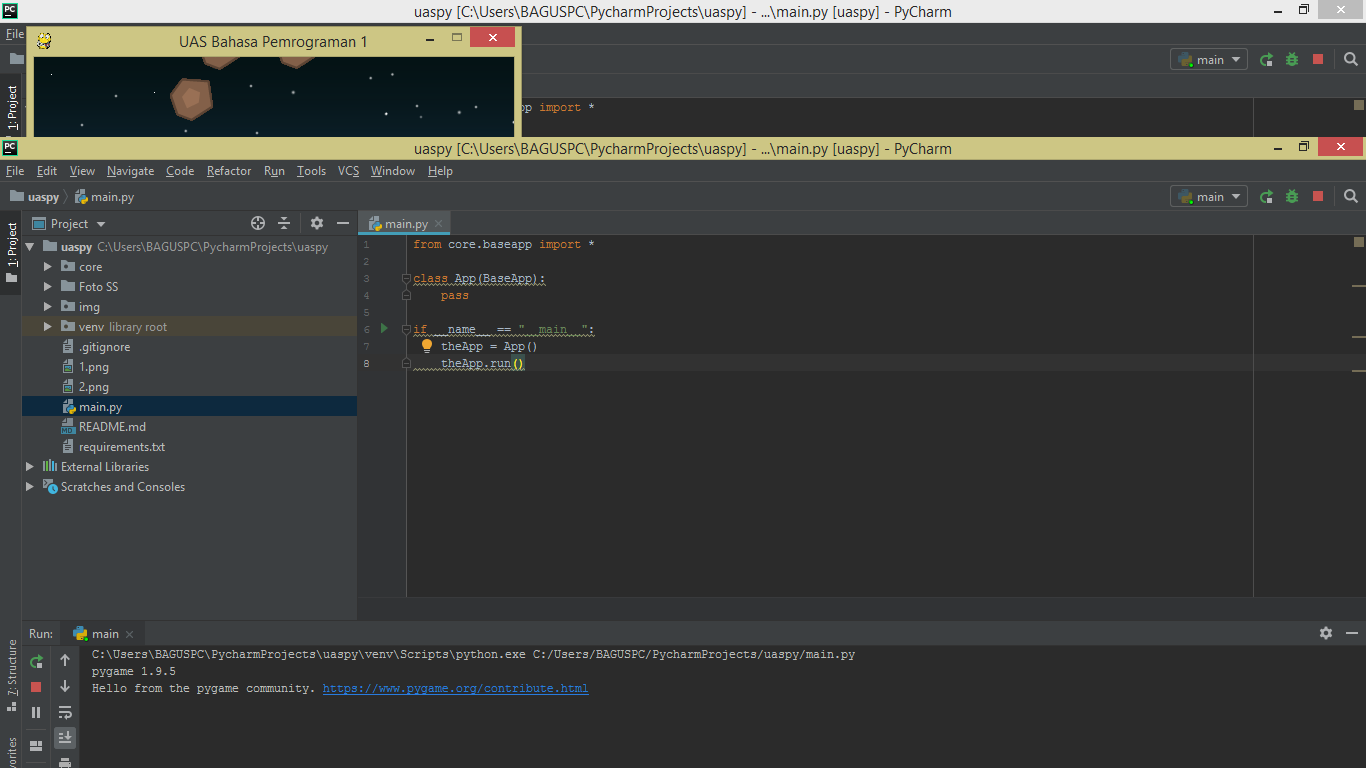 uaspy [C:\Users\BAGUSPC\PycharmProjects\uaspy] - ...\main.py [uaspy] - PyCharm
File
UAS Bahasa Pemrograman 1
main
1: Project
import *
uaspy [C:\Users\BAGUSPC\PycharmProjects\uaspy] - ...\main.py [uaspy] - PyCharm
File Edit View Navigate Code Refactor Run Tools VCS Window Help
uaspy main.py
main
1: Project
Project
main.py
uaspy C:\Users\BAGUSPC\PycharmProjects\uaspy
core
Foto SS
img
venv library root
.gitignore
1.png
2.png
main.py
README.md
requirements.txt
External Libraries
Scratches and Consoles
1 from core.baseapp import *
2
3 class App(BaseApp):
4 pass
5
6 if __name__ == "__main__":
7 theApp = App()
8 theApp.run()
Run: main
C:\Users\BAGUSPC\PycharmProjects\uaspy\venv\Scripts\python.exe C:/Users/BAGUSPC/PycharmProjects/uaspy/main.py
pygame 1.9.5
Hello from the pygame community. https://www.pygame.org/contribute.html
7: Structure